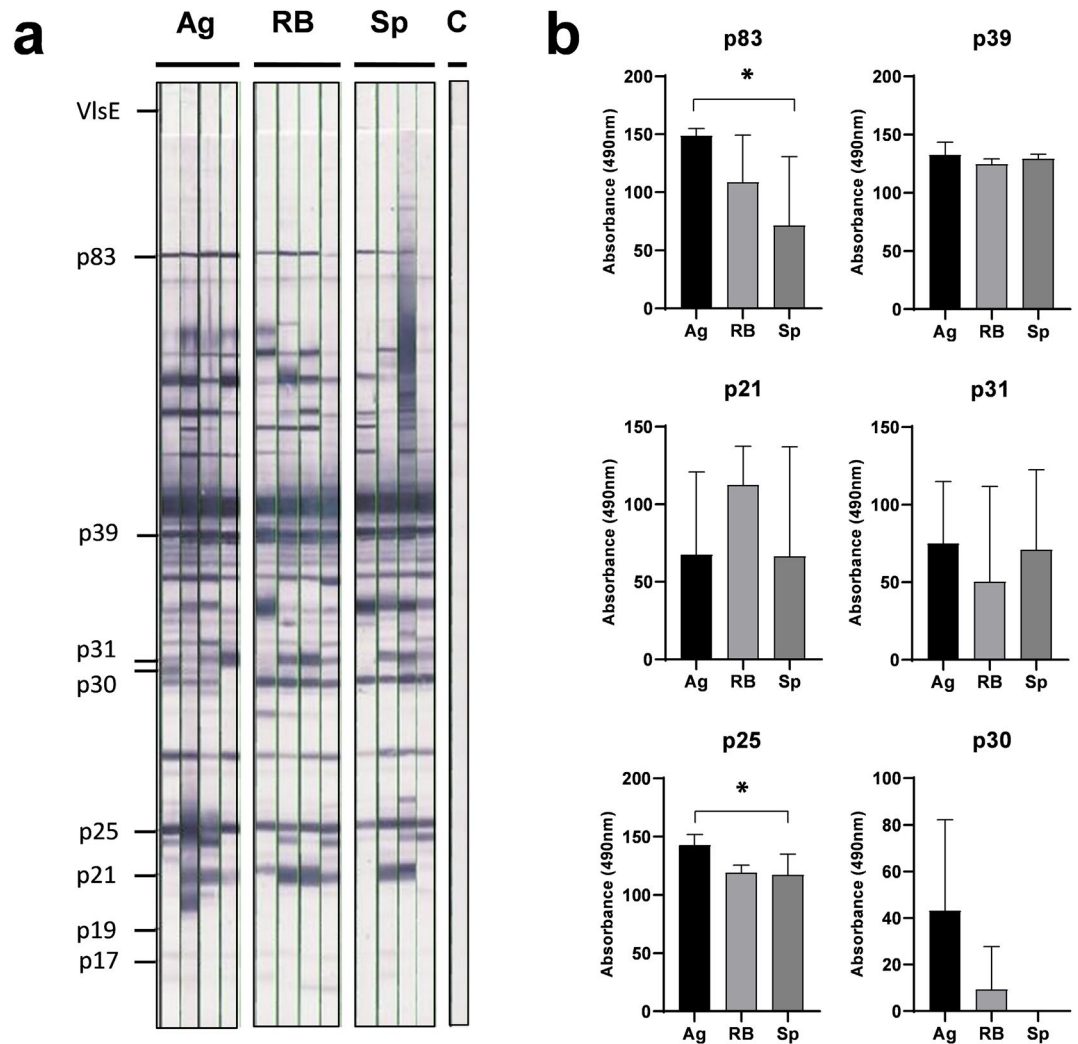 a
Ag RB Sp C
VlsE
p83
p39
p31
p30
p25
p21
p19
p17
b
p83
Absorbance (490nm)
200
150
100
50
0
*
Ag RB Sp
p39
Absorbance (490nm)
200
150
100
50
0
Ag RB Sp
p21
Absorbance (490nm)
150
100
50
0
Ag RB Sp
p31
Absorbance (490nm)
150
100
50
0
Ag RB Sp
p25
Absorbance (490nm)
200
150
100
50
0
*
Ag RB Sp
p30
Absorbance (490nm)
100
80
60
40
20
0
Ag RB Sp